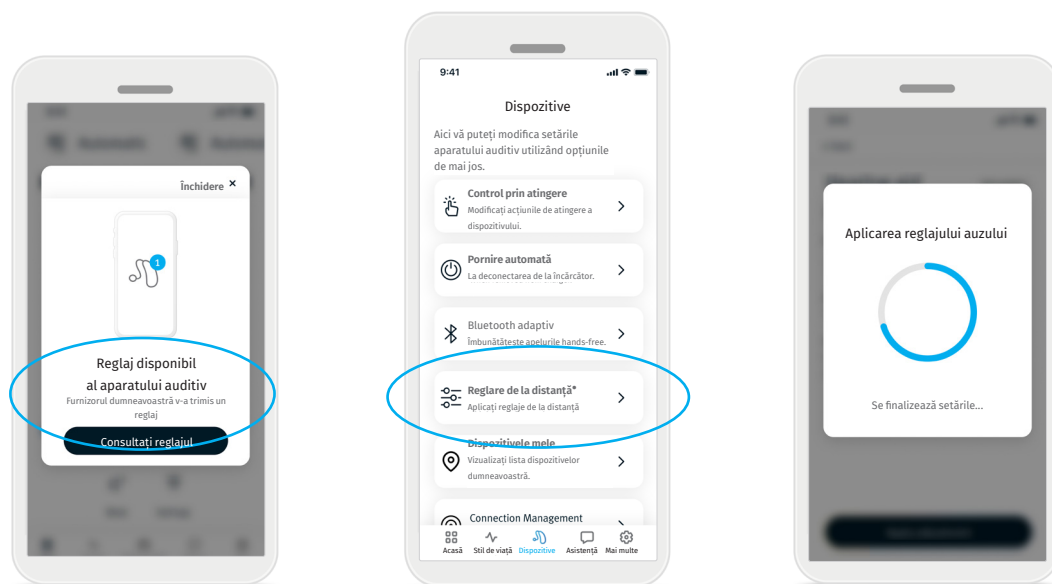 Închidere ×
1
Reglaj disponibil
al aparatului auditiv
Furnizorul dumneavoastră v-a trimis un
reglaj
Consultați reglajul
9:41
Dispozitive
Aici vă puteți modifica setările
aparatului auditiv utilizând opțiunile
de mai jos.
Control prin atingere
Modificați acțiunile de atingere a
dispozitivului.
Pornire automată
La deconectarea de la încărcător.
Bluetooth adaptiv
Îmbunătățește apelurile hands-free.
Reglare de la distanță*
Aplicați reglaje de la distanță
Dispozitivele mele
Vizualizați lista dispozitivelor
dumneavoastră.
Connection Management
Acasă Stil de viață Dispozitive Asistență Mai multe
Aplicarea reglajului auzului
Se finalizează setările...